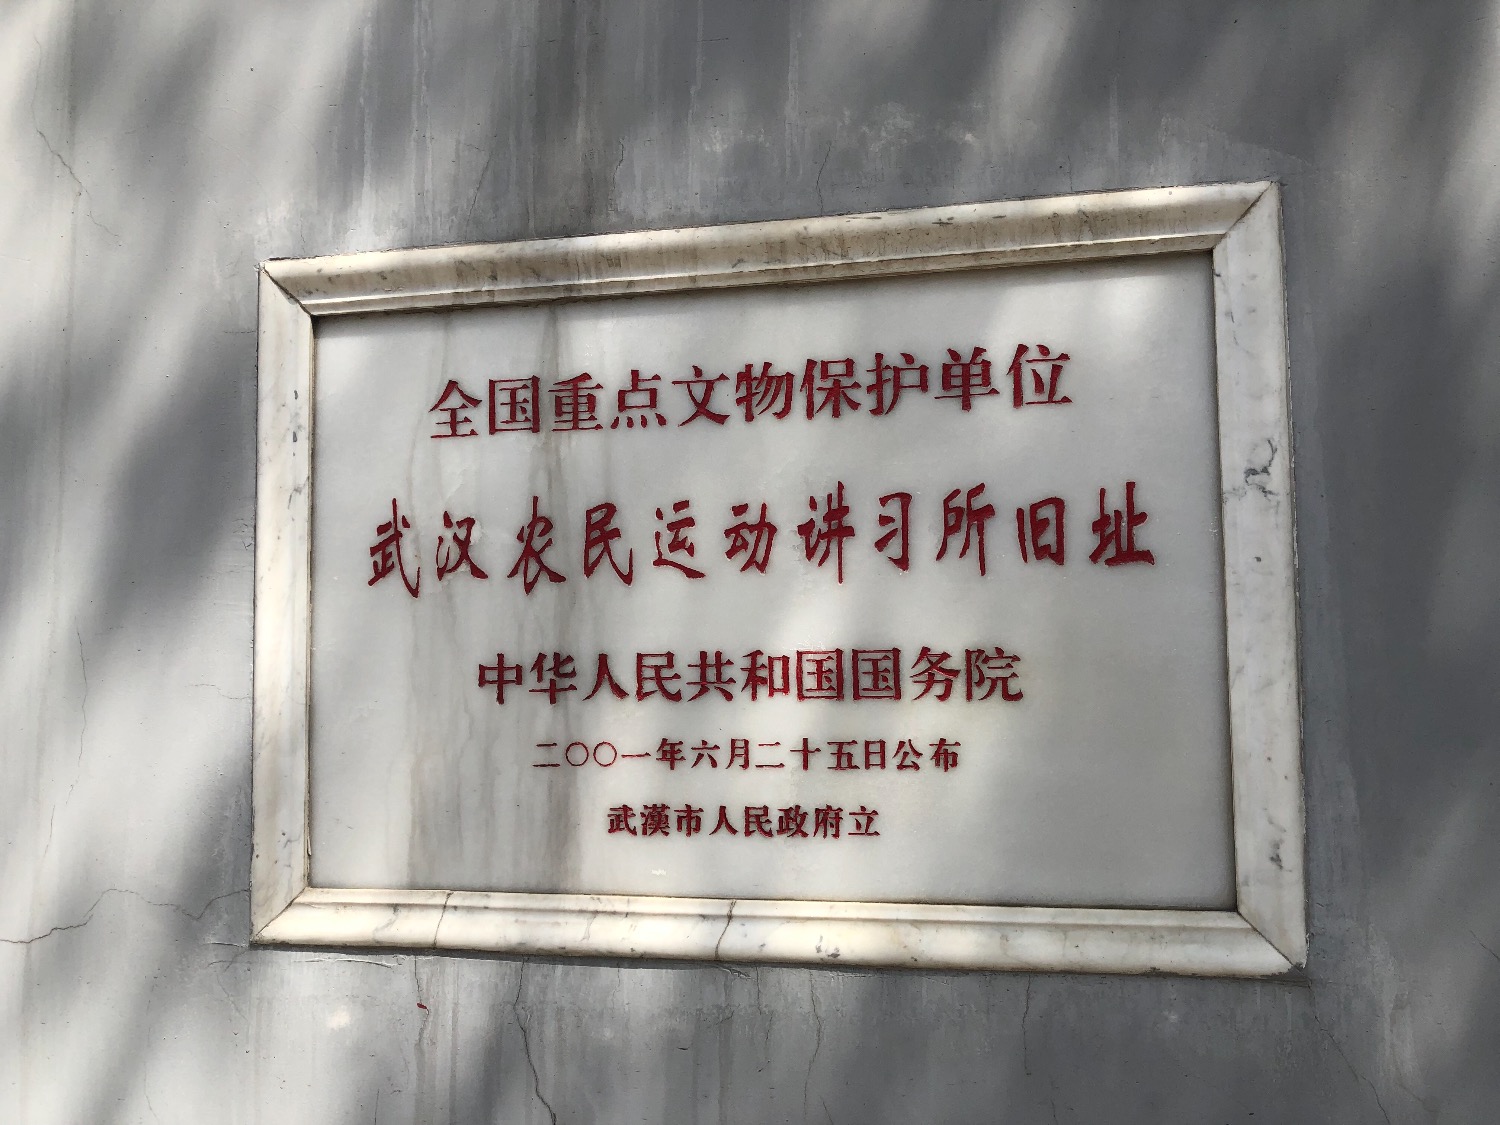 全国重点文物保护单位
武汉农民运动讲习所旧址
中华人民共和国国务院
二〇〇一年六月二十五日公布
武漢市人民政府立